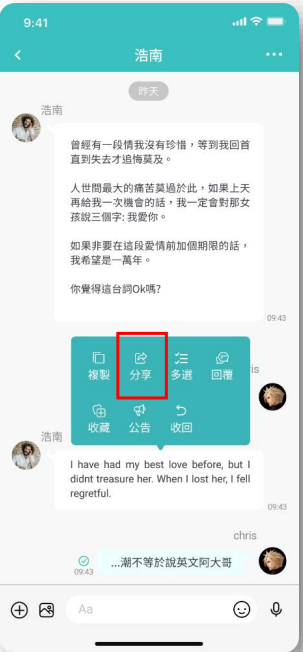 9:41
浩南
昨天
浩南
曾經有一段情我沒有珍惜，等到我回首
直到失去才追悔莫及。
人世間最大的痛苦莫過於此，如果上天
再給我一次機會的話，我一定會對那女
孩說三個字: 我愛你。
如果非要在這段愛情前加個期限的話，
我希望是一萬年。
你覺得這台詞Ok嗎?
09:43
複製
分享
多選
回覆
收藏
公告
收回
浩南
I have had my best love before, but I
didnt treasure her. When I lost her, I fell
regretful.
09:43
chris
...潮不等於說英文阿大哥
09:43
Aa